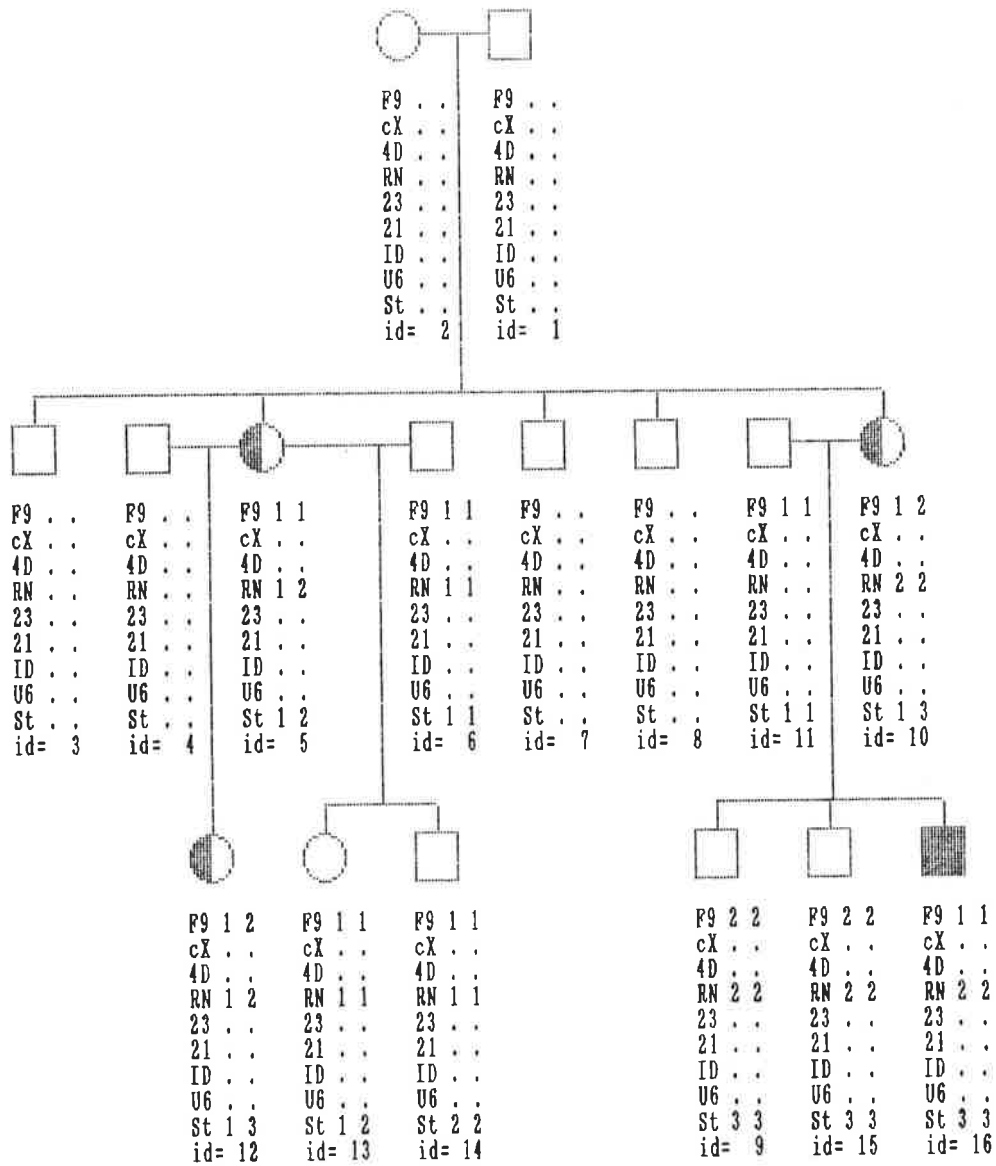 F9 . . F9 . .
cX . . cX . .
4D . . 4D . .
RN . . RN . .
23 . . 23 . .
21 . . 21 . .
ID . . ID . .
U6 . . U6 . .
St . . St . .
id= 2 id= 1
F9 . . F9 . . F9 1 1 F9 1 1 F9 . . F9 . . F9 1 1 F9 1 2
cX . . cX . . cX . . cX . . cX . . cX . . cX . . cX . .
4D . . 4D . . 4D . . 4D . . 4D . . 4D . . 4D . . 4D . .
RN . . RN . . RN 1 2 RN 1 1 RN . . RN . . RN . . RN 2 2
23 . . 23 . . 23 . . 23 . . 23 . . 23 . . 23 . . 23 . .
21 . . 21 . . 21 . . 21 . . 21 . . 21 . . 21 . . 21 . .
ID . . ID . . ID . . ID . . ID . . ID . . ID . . ID . .
U6 . . U6 . . U6 . . U6 . . U6 . . U6 . . U6 . . U6 . .
St . . St . . St 1 2 St 1 1 St . . St . . St 1 1 St 1 3
id= 3 id= 4 id= 5 id= 6 id= 7 id= 8 id= 11 id= 10
F9 1 2 F9 1 1 F9 1 1 F9 2 2 F9 2 2 F9 1 1
cX . . cX . . cX . . cX . . cX . . cX . .
4D . . 4D . . 4D . . 4D . . 4D . . 4D . .
RN 1 2 RN 1 1 RN 1 1 RN 2 2 RN 2 2 RN 2 2
23 . . 23 . . 23 . . 23 . . 23 . . 23 . .
21 . . 21 . . 21 . . 21 . . 21 . . 21 . .
ID . . ID . . ID . . ID . . ID . . ID . .
U6 . . U6 . . U6 . . U6 . . U6 . . U6 . .
St 1 3 St 1 2 St 2 2 St 3 3 St 3 3 St 3 3
id= 12 id= 13 id= 14 id= 9 id= 15 id= 16